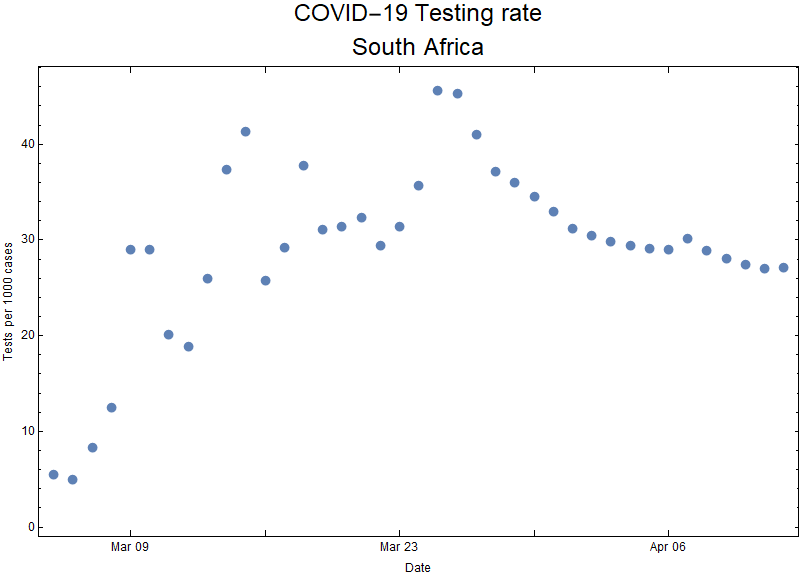 COVID–19 Testing rate
South Africa
Tests per 1000 cases
40
30
20
10
0
Mar 09
Mar 23
Apr 06
Date